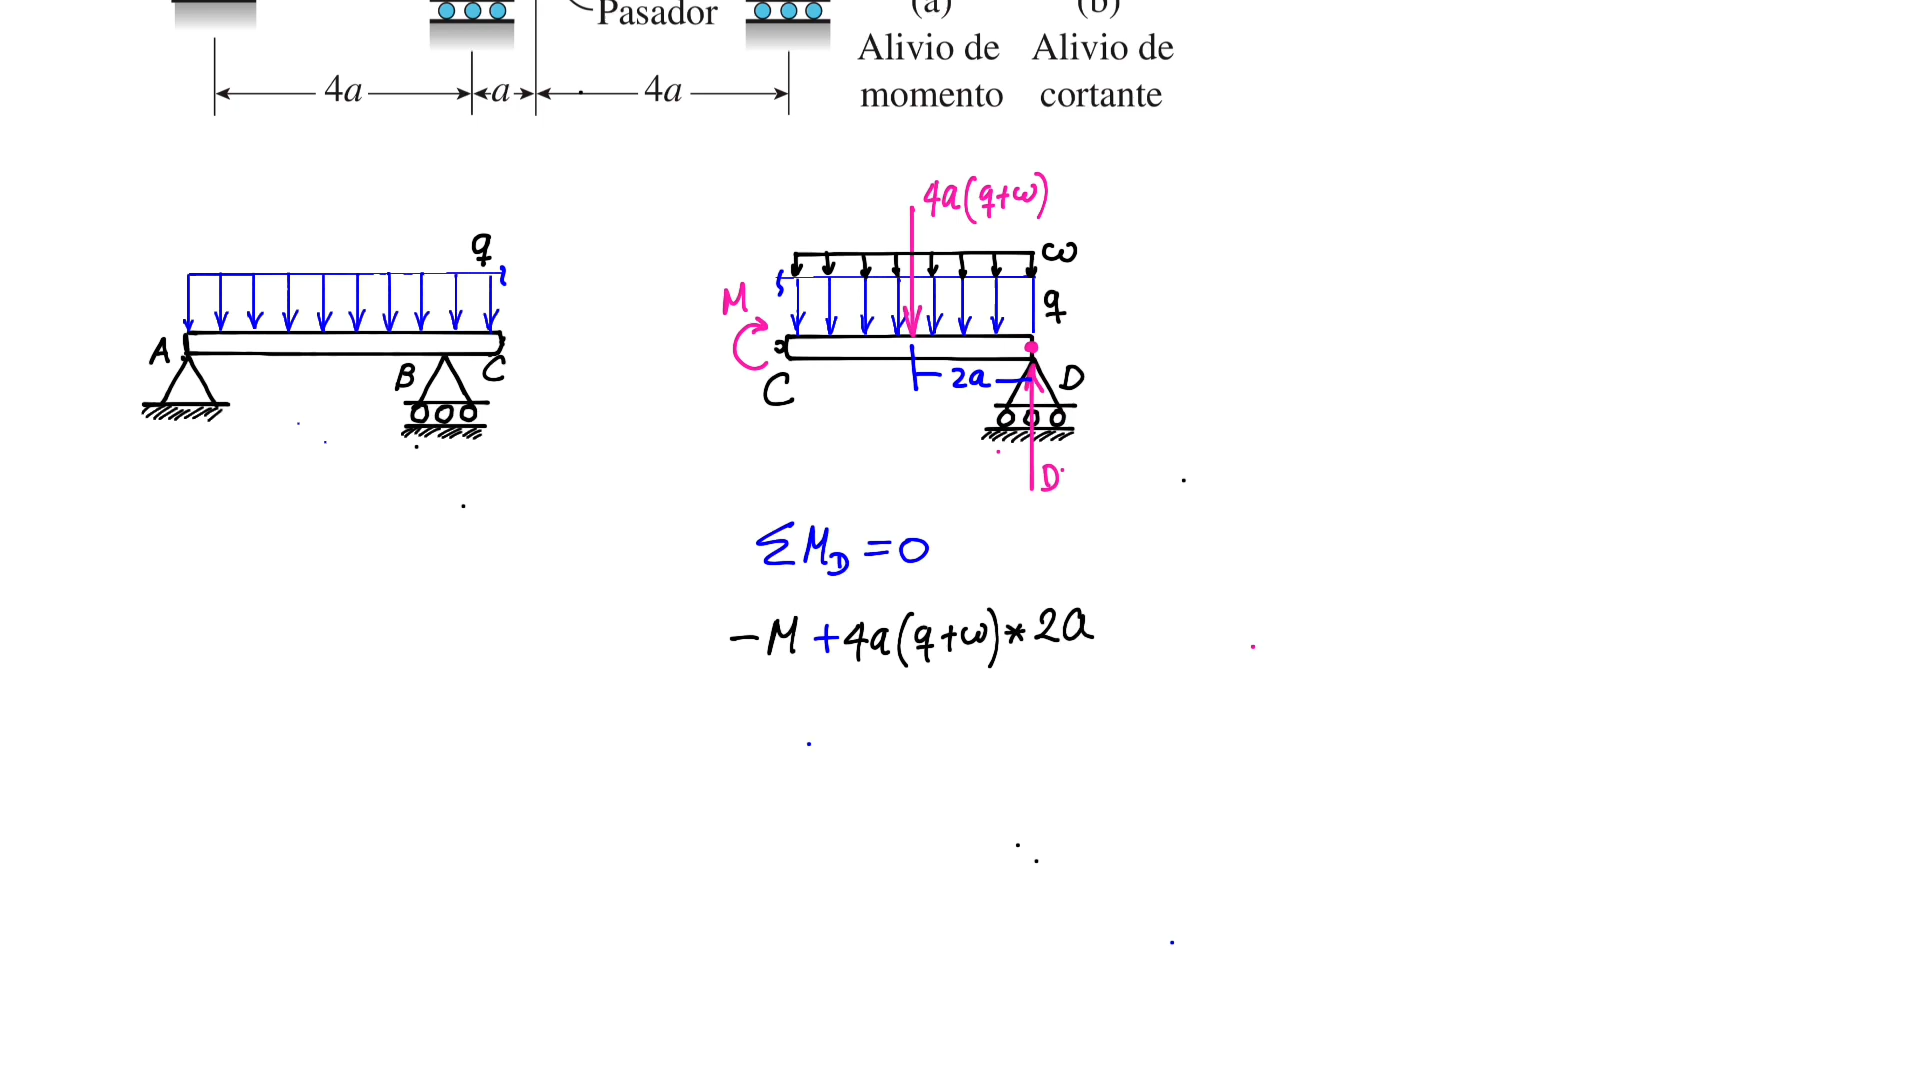 Pasador
(a) (b)
Alivio de Alivio de
momento cortante
4a a 4a
4a(q+ω)
q ω
M q
A B C
C 2a D
D
ΣM_D = 0
-M + 4a(q+ω)*2a